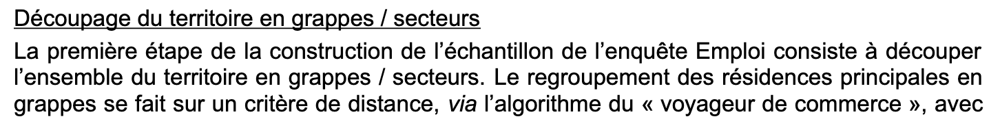 Découpage du territoire en grappes / secteurs
La première étape de la construction de l’échantillon de l’enquête Emploi consiste à découper
l’ensemble du territoire en grappes / secteurs. Le regroupement des résidences principales en
grappes se fait sur un critère de distance, via l’algorithme du « voyageur de commerce », avec